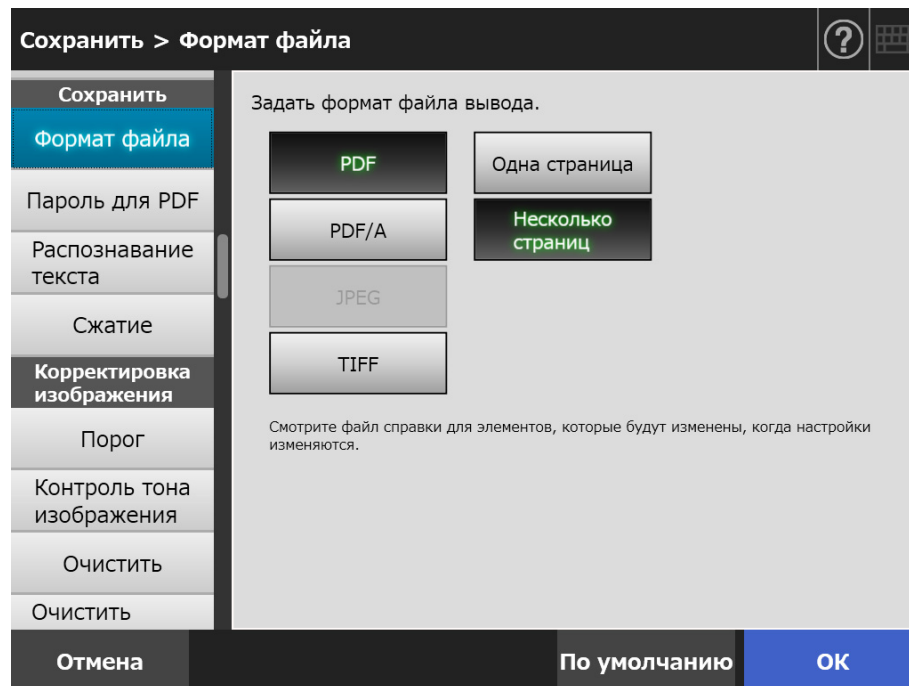 Сохранить > Формат файла
Сохранить
Формат файла
Пароль для PDF
Распознавание
текста
Сжатие
Корректировка
изображения
Порог
Контроль тона
изображения
Очистить
Очистить
Задать формат файла вывода.
PDF
Одна страница
PDF/A
Несколько
страниц
JPEG
TIFF
Смотрите файл справки для элементов, которые будут изменены, когда настройки
изменяются.
Отмена
По умолчанию
ОК